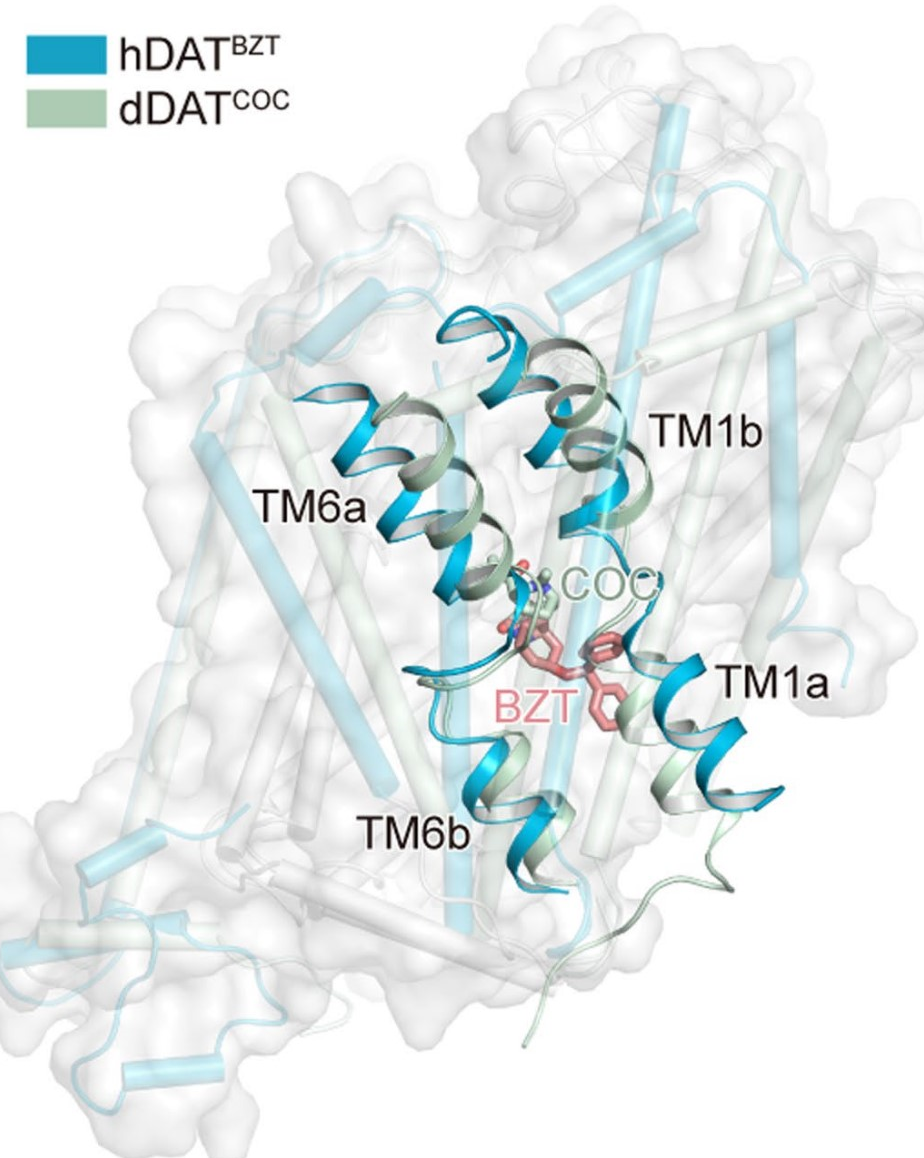 hDATᴮᶻᵀ
dDATᶜᴼᶜ
TM1b
TM6a
COC
TM1a
BZT
TM6b